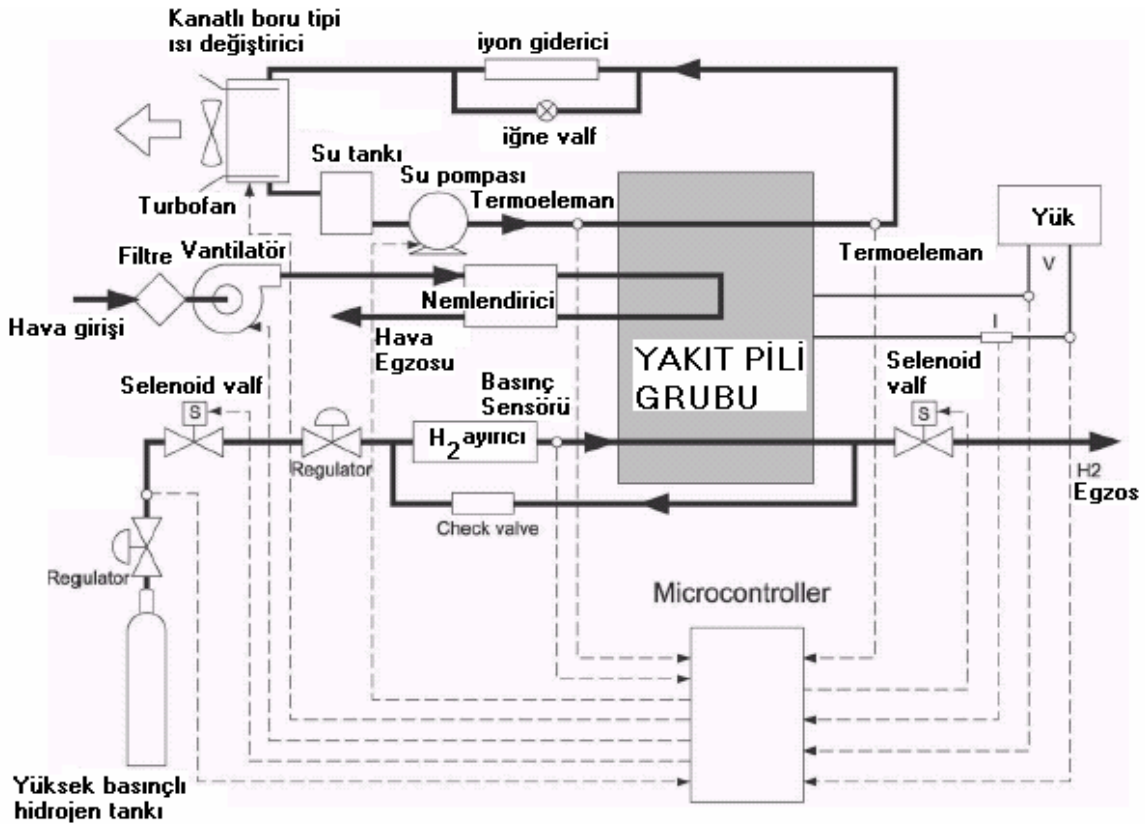 Kanatlı boru tipi
ısı değiştirici
iyon giderici
iğne valf
Su tankı
Su pompası
Termoeleman
Turbofan
Yük
Termoeleman
Filtre
Vantilatör
V
Nemlendirici
Hava girişi
Hava
Egzosu
I
YAKIT PİLİ
GRUBU
Selenoid valf
Basınç
Sensörü
Selenoid
valf
S
S
H2 ayırıcı
Regulator
H2
Egzos
Check valve
Regulator
Microcontroller
Yüksek basınçlı
hidrojen tankı